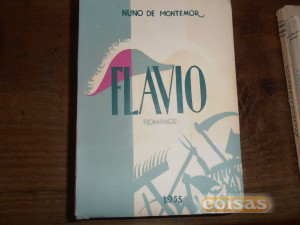 NUNO DE MONTEMOR
FLAVIO
ROMANCE
1955
coisas